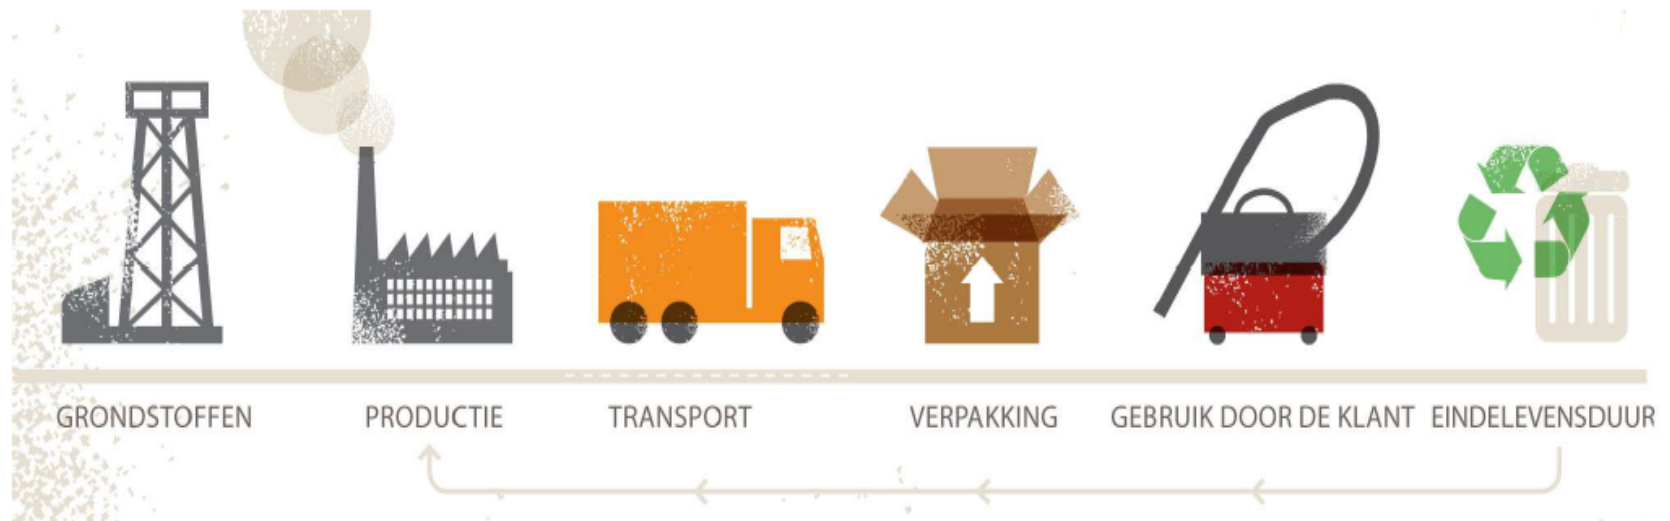 GRONDSTOFFEN PRODUCTIE TRANSPORT VERPAKKING GEBRUIK DOOR DE KLANT EINDELEVENSDUUR